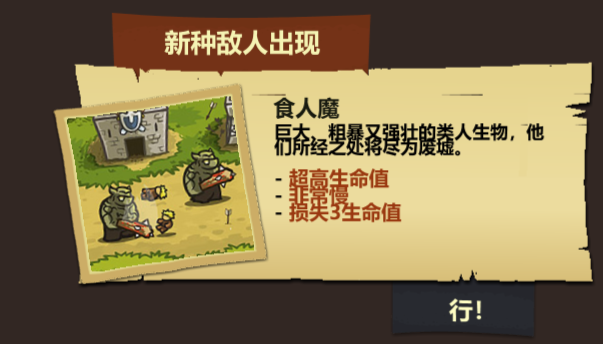 新种敌人出现
食人魔
巨大、粗暴又强壮的类人生物，他
们所经之处将尽为废墟。
- 超高生命值
- 非常慢
- 损失3生命值
行!